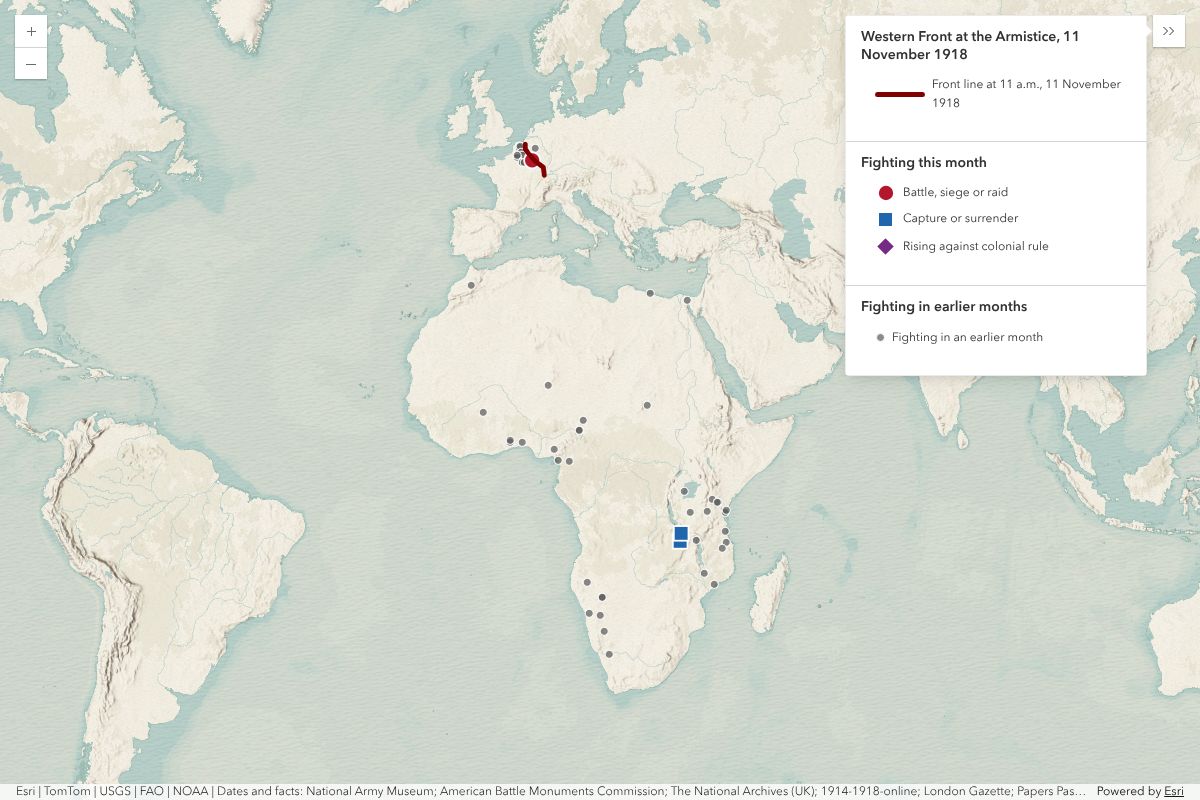 +
−
Western Front at the Armistice, 11
November 1918
Front line at 11 a.m., 11 November
1918
Fighting this month
Battle, siege or raid
Capture or surrender
Rising against colonial rule
Fighting in earlier months
Fighting in an earlier month
Esri | TomTom | USGS | FAO | NOAA | Dates and facts: National Army Museum; American Battle Monuments Commission; The National Archives (UK); 1914-1918-online; London Gazette; Papers Pas… Powered by Esri